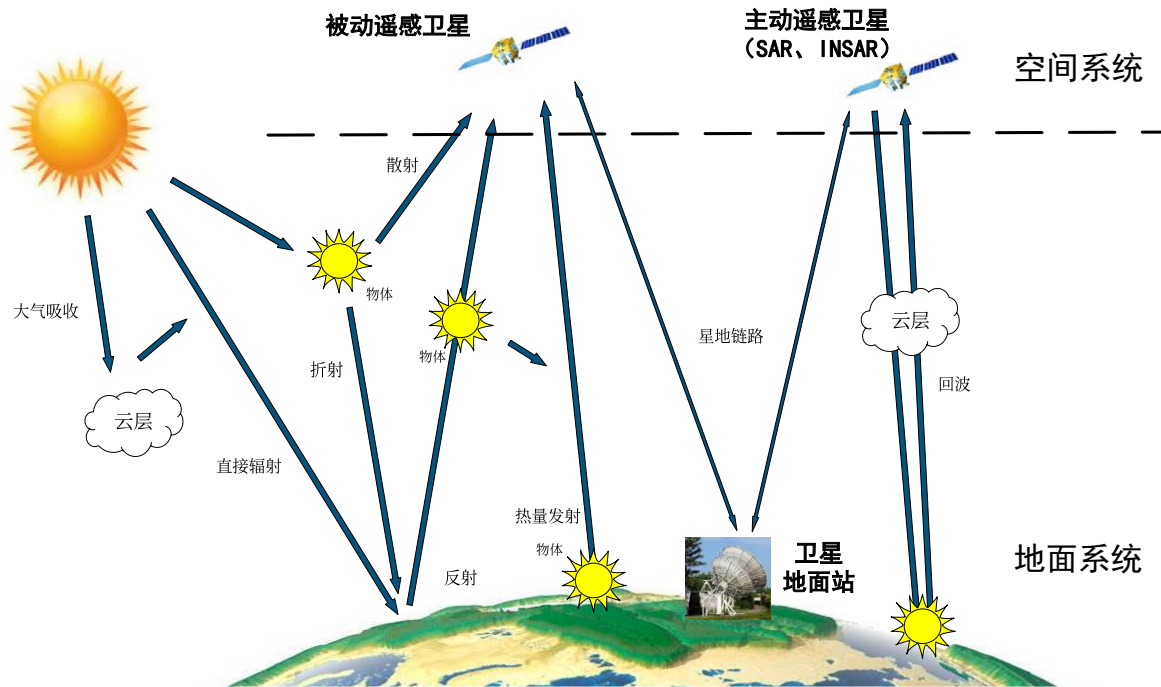 被动遥感卫星
主动遥感卫星
（SAR、INSAR）
空间系统
散射
物体
大气吸收
物体
折射
星地链路
云层
回波
云层
直接辐射
热量发射
物体
反射
卫星
地面站
地面系统